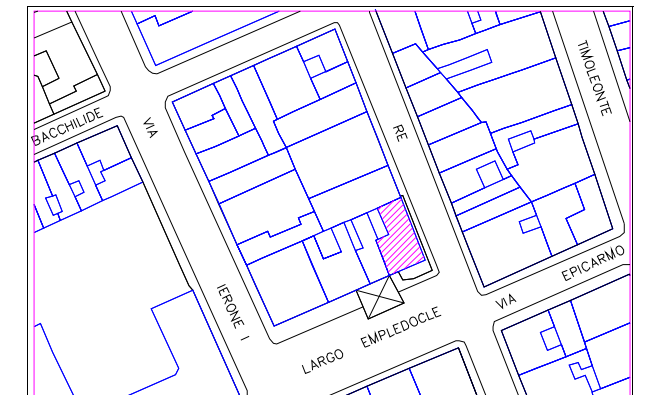 TIMOLEONTE
BACCHILIDE
VIA
RE
IERONE I
VIA
EPICARMO
LARGO
EMPLEDOCLE